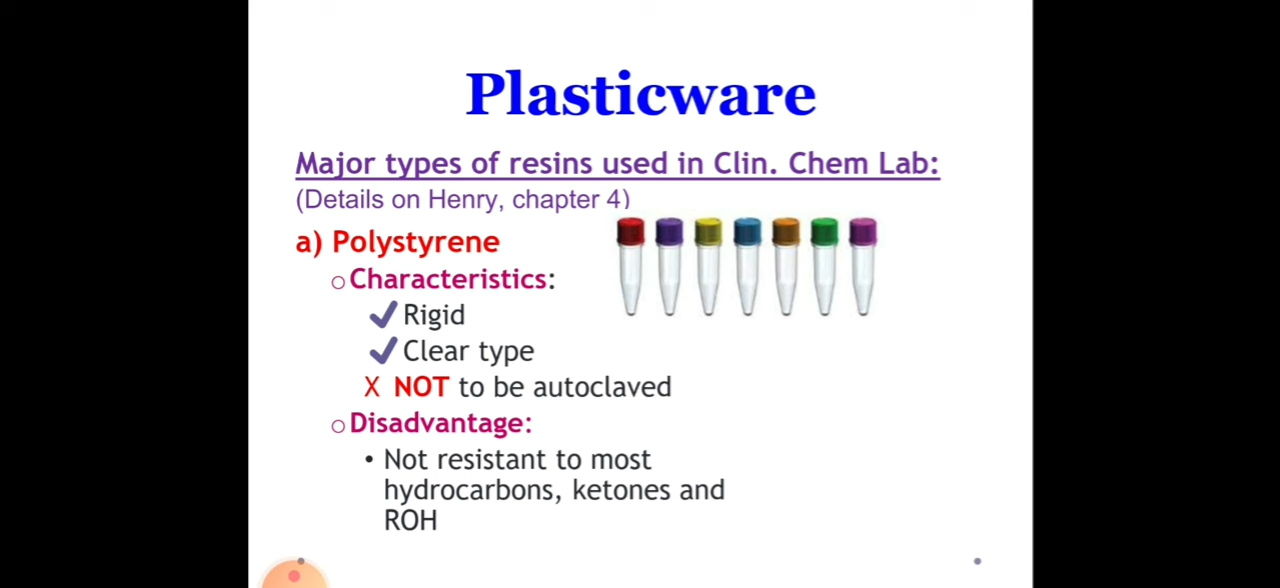 Plasticware
Major types of resins used in Clin. Chem Lab:
(Details on Henry, chapter 4)
a) Polystyrene
○ Characteristics:
✔ Rigid
✔ Clear type
X NOT to be autoclaved
○ Disadvantage:
• Not resistant to most
hydrocarbons, ketones and
ROH